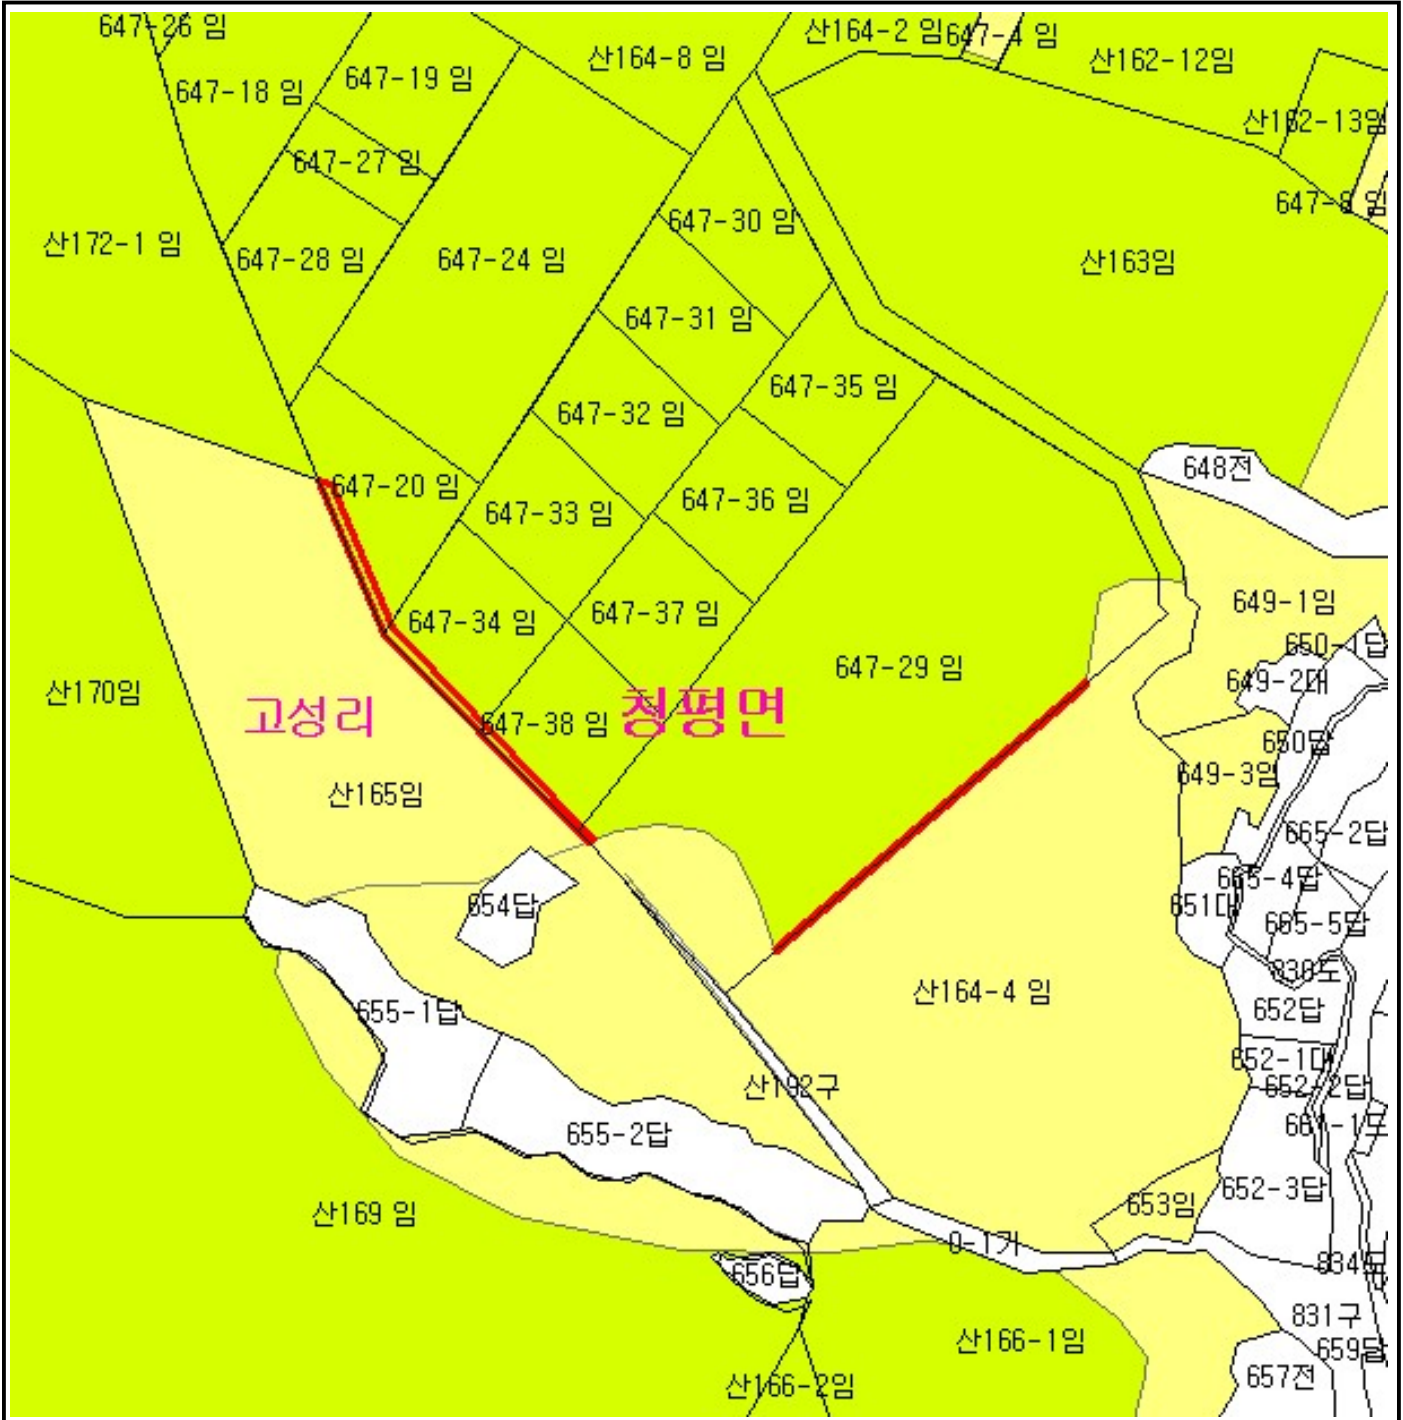 647-26 임
산164-2 임
647-4 임
산164-8 임
산162-12임
647-19 임
647-18 임
산162-13임
647-27 임
647-8 임
647-30 임
산172-1 임
647-28 임
647-24 임
산163임
647-31 임
647-35 임
647-32 임
648전
647-20 임
647-36 임
647-33 임
649-1임
647-37 임
647-34 임
650-1답
647-29 임
649-2대
산170임
고성리
청평면
647-38 임
650답
649-3임
산165임
665-2답
665-4답
654답
651대
665-5답
830도
산164-4 임
652답
655-1답
652-1대
산192구
652-2답
655-2답
652-3답
653임
산169 임
0-1구
656답
831구
산166-1임
659답
657전
산166-2임